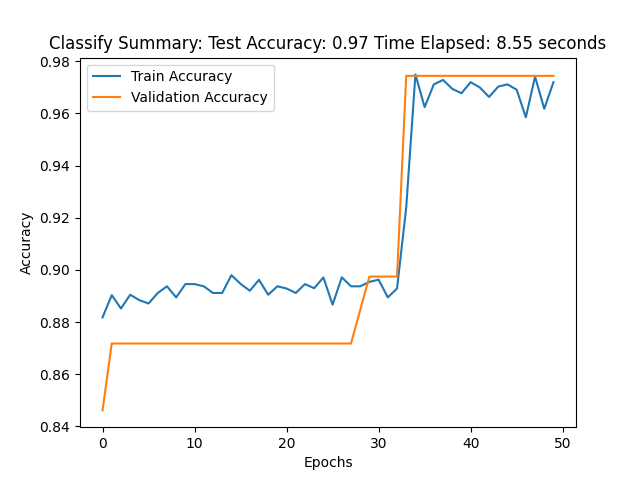 Classify Summary: Test Accuracy: 0.97 Time Elapsed: 8.55 seconds
Train Accuracy
Validation Accuracy
Accuracy
0.98
0.96
0.94
0.92
0.90
0.88
0.86
0.84
0 10 20 30 40 50
Epochs